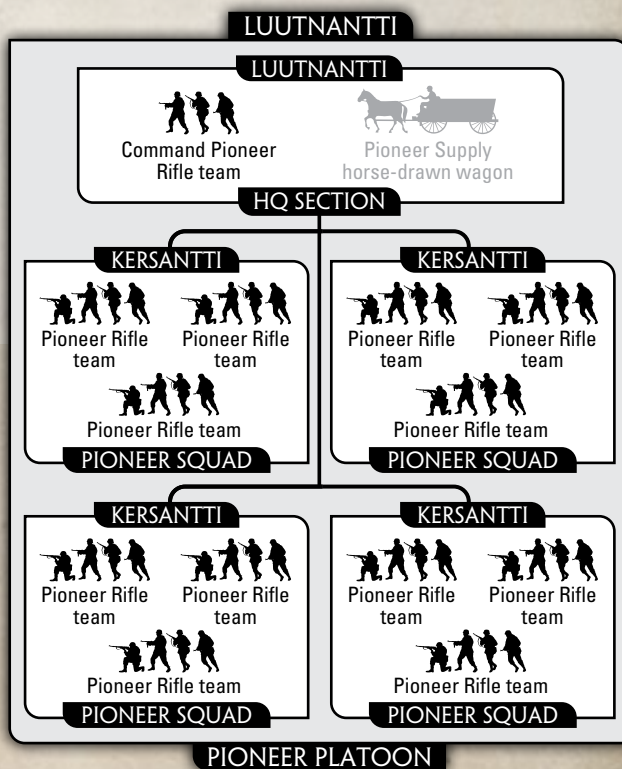 LUUTNANTTI
LUUTNANTTI
Command Pioneer
Rifle team
Pioneer Supply
horse-drawn wagon
HQ SECTION
KERSANTTI
Pioneer Rifle
team
Pioneer Rifle
team
Pioneer Rifle team
PIONEER SQUAD
KERSANTTI
Pioneer Rifle
team
Pioneer Rifle
team
Pioneer Rifle team
PIONEER SQUAD
KERSANTTI
Pioneer Rifle
team
Pioneer Rifle
team
Pioneer Rifle team
PIONEER SQUAD
KERSANTTI
Pioneer Rifle
team
Pioneer Rifle
team
Pioneer Rifle team
PIONEER SQUAD
PIONEER PLATOON